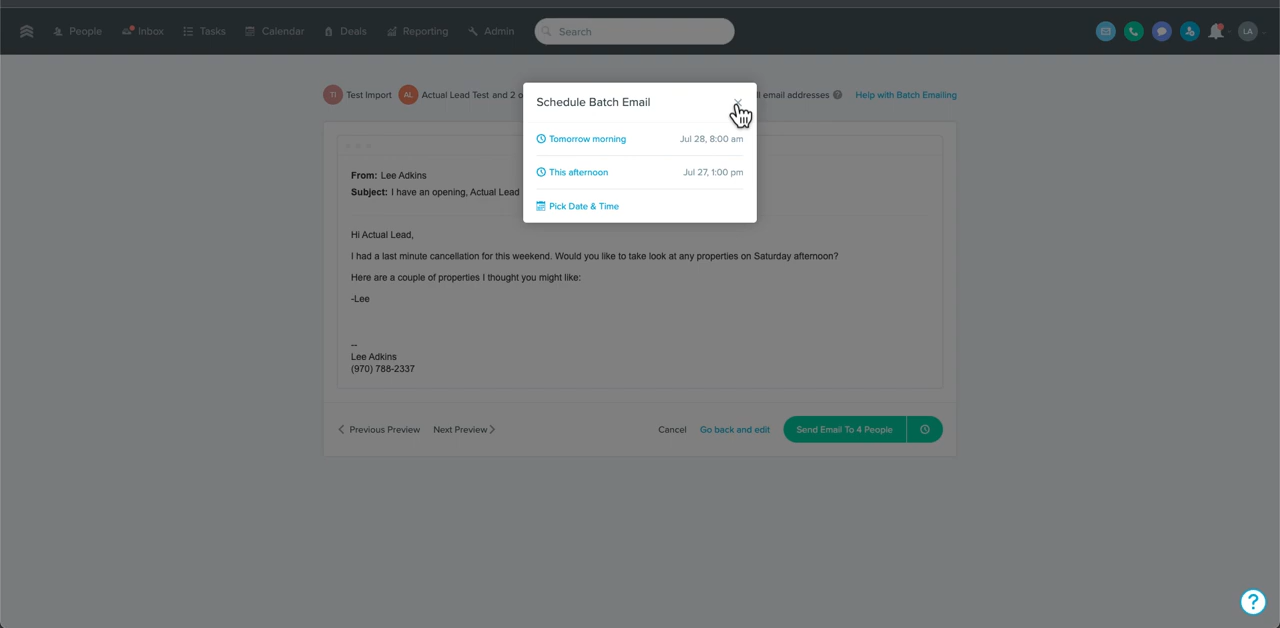 People Inbox Tasks Calendar Deals Reporting Admin Search LA
TI Test Import AL Actual Lead Test and 2 o
email addresses ? Help with Batch Emailing
Schedule Batch Email
Tomorrow morning Jul 28, 8:00 am
This afternoon Jul 27, 1:00 pm
Pick Date & Time
From: Lee Adkins
Subject: I have an opening, Actual Lead
Hi Actual Lead,
I had a last minute cancellation for this weekend. Would you like to take look at any properties on Saturday afternoon?
Here are a couple of properties I thought you might like:
-Lee
--
Lee Adkins
(970) 788-2337
Previous Preview Next Preview Cancel Go back and edit Send Email To 4 People
?